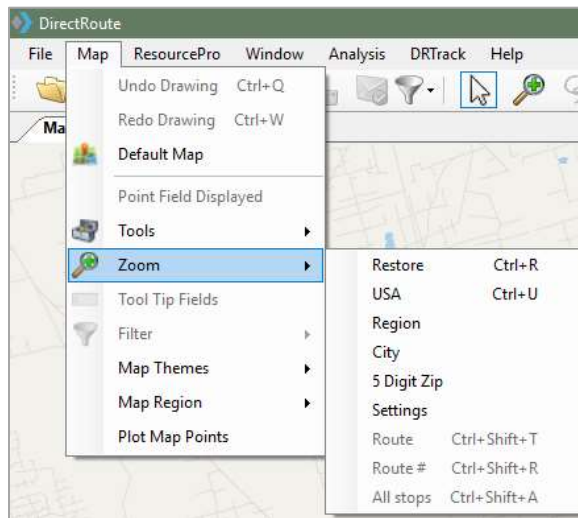 DirectRoute
File Map ResourcePro Window Analysis DRTrack Help
Undo Drawing Ctrl+Q
Redo Drawing Ctrl+W
Ma
Default Map
Point Field Displayed
Tools
Zoom
Restore Ctrl+R
USA Ctrl+U
Tool Tip Fields
Region
Filter
City
5 Digit Zip
Map Themes
Settings
Map Region
Route Ctrl+Shift+T
Plot Map Points
Route # Ctrl+Shift+R
All stops Ctrl+Shift+A